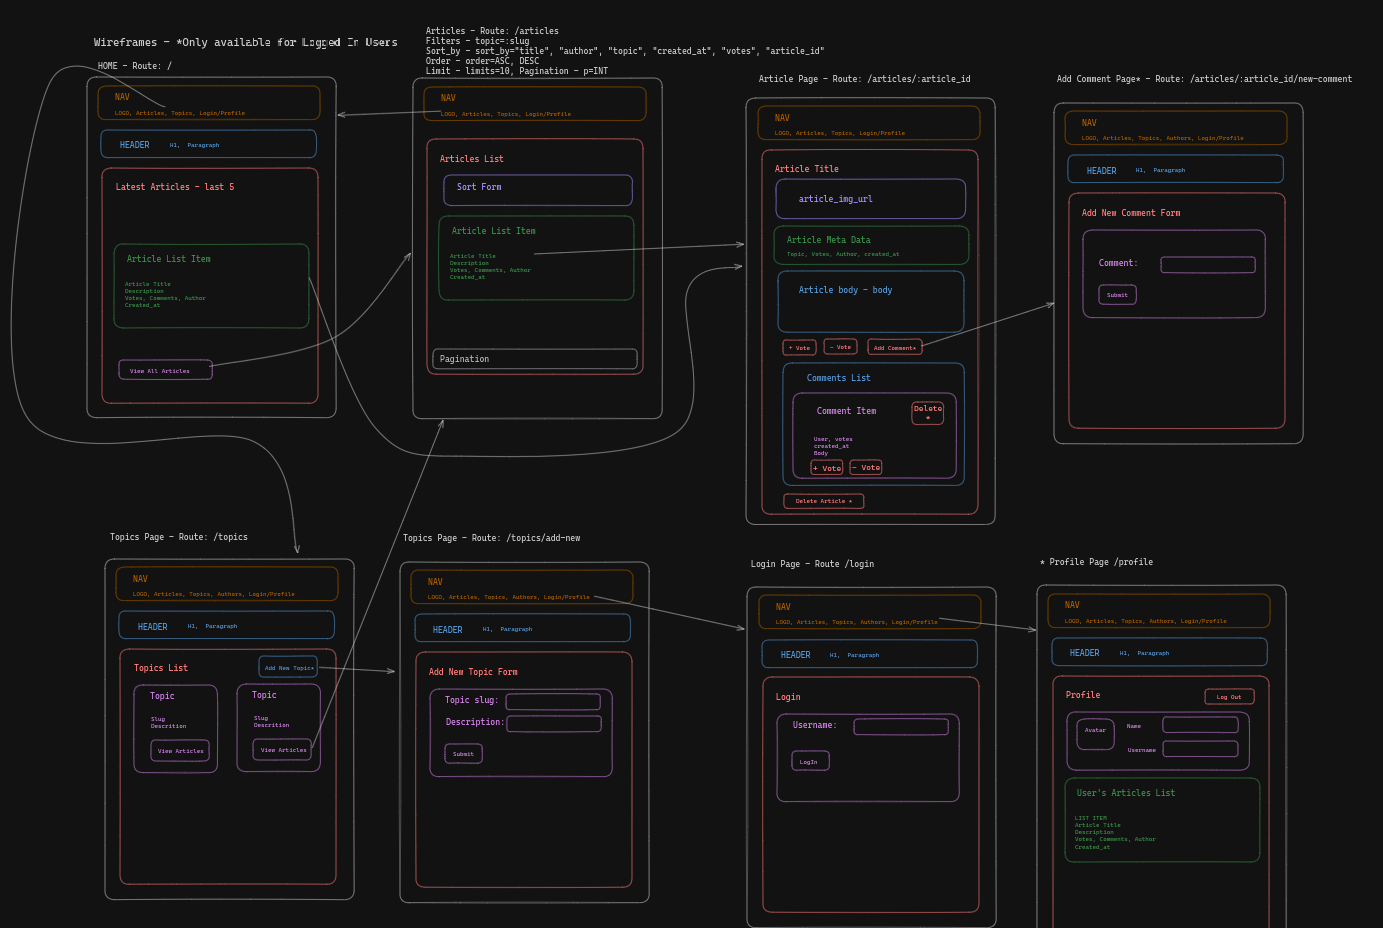 Wireframes - *Only available for Logged In Users
HOME - Route: /
NAV
LOGO, Articles, Topics, Login/Profile
HEADER
H1, Paragraph
Latest Articles - last 5
Article List Item
Article Title
Description
Votes, Comments, Author
Created_at
View All Articles
Articles - Route: /articles
Filters - topic=:slug
Sort_by - sort_by="title", "author", "topic", "created_at", "votes", "article_id"
Order - order=ASC, DESC
Limit - limits=10, Pagination - p=INT
NAV
LOGO, Articles, Topics, Login/Profile
Articles List
Sort Form
Article List Item
Article Title
Description
Votes, Comments, Author
Created_at
Pagination
Article Page - Route: /articles/:article_id
NAV
LOGO, Articles, Topics, Login/Profile
Article Title
article_img_url
Article Meta Data
Topic, Votes, Author, created_at
Article body - body
+ Vote
- Vote
Add Comment*
Comments List
Comment Item
Delete
*
User, votes
created_at
Body
+ Vote
- Vote
Delete Article *
Add Comment Page* - Route: /articles/:article_id/new-comment
NAV
LOGO, Articles, Topics, Authors, Login/Profile
HEADER
H1, Paragraph
Add New Comment Form
Comment:
Submit
Topics Page - Route: /topics
NAV
LOGO, Articles, Topics, Authors, Login/Profile
HEADER
H1, Paragraph
Topics List
Add New Topic*
Topic
Slug
Descrition
View Articles
Topic
Slug
Descrition
View Articles
Topics Page - Route: /topics/add-new
NAV
LOGO, Articles, Topics, Authors, Login/Profile
HEADER
H1, Paragraph
Add New Topic Form
Topic slug:
Description:
Submit
Login Page - Route /login
NAV
LOGO, Articles, Topics, Authors, Login/Profile
HEADER
H1, Paragraph
Login
Username:
LogIn
* Profile Page /profile
NAV
LOGO, Articles, Topics, Authors, Login/Profile
HEADER
H1, Paragraph
Profile
Log Out
Avatar
Name
Username
User's Articles List
LIST ITEM
Article Title
Description
Votes, Comments, Author
Created_at